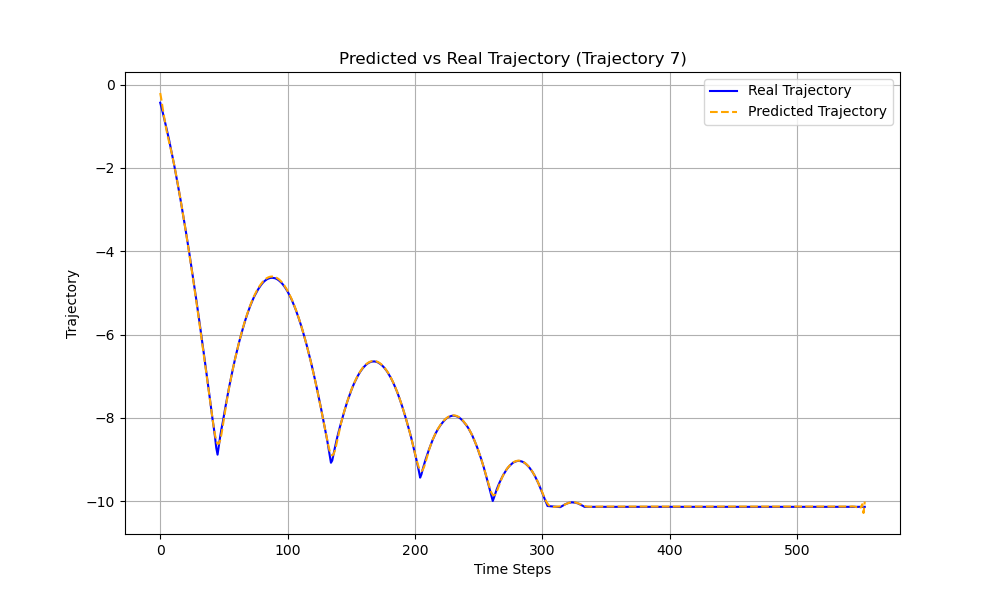 Predicted vs Real Trajectory (Trajectory 7)
Real Trajectory
Predicted Trajectory
Trajectory
0
−2
−4
−6
−8
−10
0 100 200 300 400 500
Time Steps